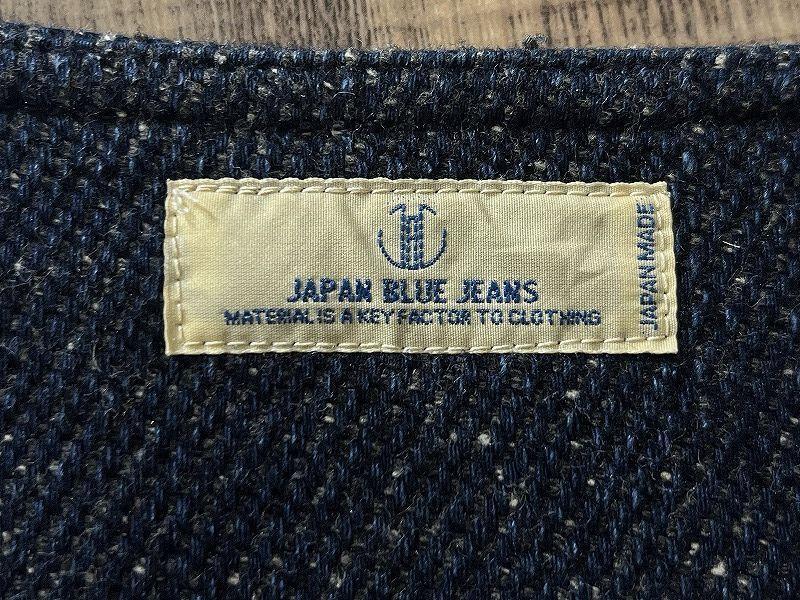 JAPAN BLUE JEANS
MATERIAL IS A KEY FACTOR TO CLOTHING
JAPAN MADE